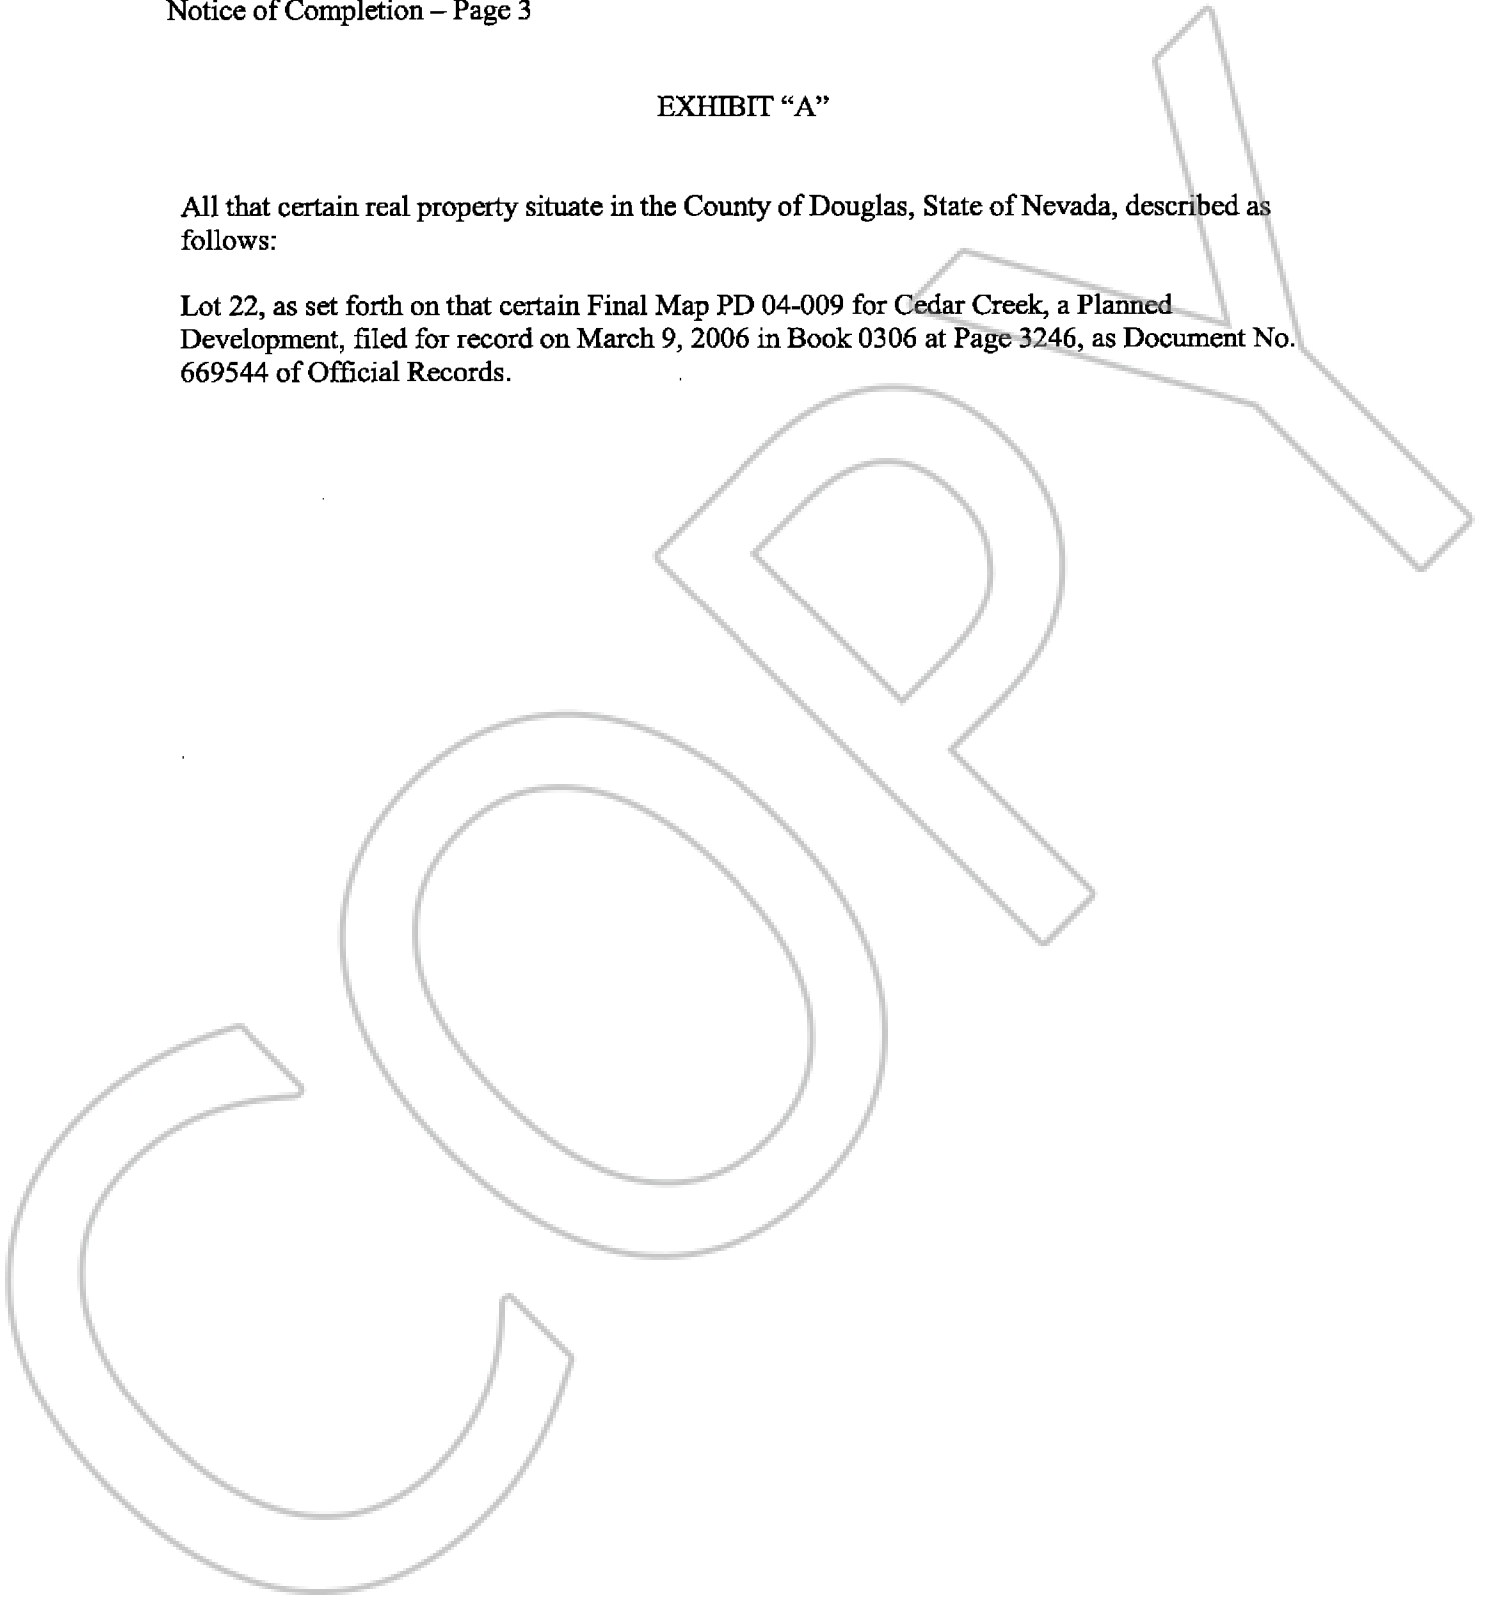 Notice of Completion – Page 3
EXHIBIT “A”
All that certain real property situate in the County of Douglas, State of Nevada, described as
follows:
Lot 22, as set forth on that certain Final Map PD 04-009 for Cedar Creek, a Planned
Development, filed for record on March 9, 2006 in Book 0306 at Page 3246, as Document No.
669544 of Official Records.
COPY